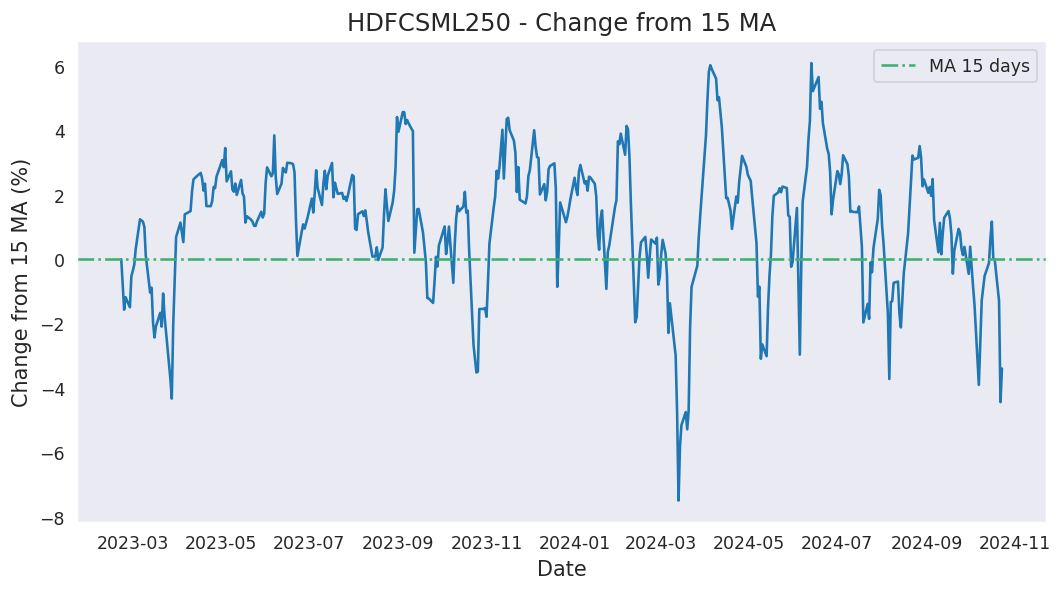 HDFCSML250 - Change from 15 MA
MA 15 days
Change from 15 MA (%)
6
4
2
0
−2
−4
−6
−8
2023-03 2023-05 2023-07 2023-09 2023-11 2024-01 2024-03 2024-05 2024-07 2024-09 2024-11
Date